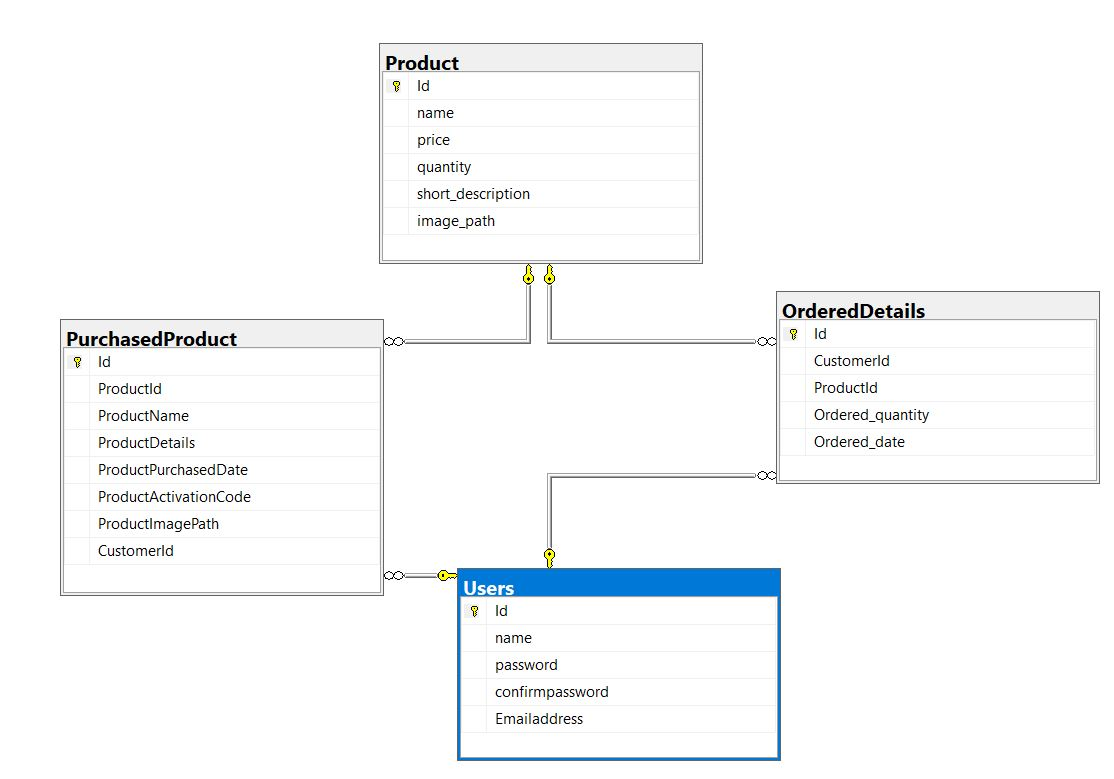 Product
Id
name
price
quantity
short_description
image_path
PurchasedProduct
Id
ProductId
ProductName
ProductDetails
ProductPurchasedDate
ProductActivationCode
ProductImagePath
CustomerId
OrderedDetails
Id
CustomerId
ProductId
Ordered_quantity
Ordered_date
Users
Id
name
password
confirmpassword
Emailaddress